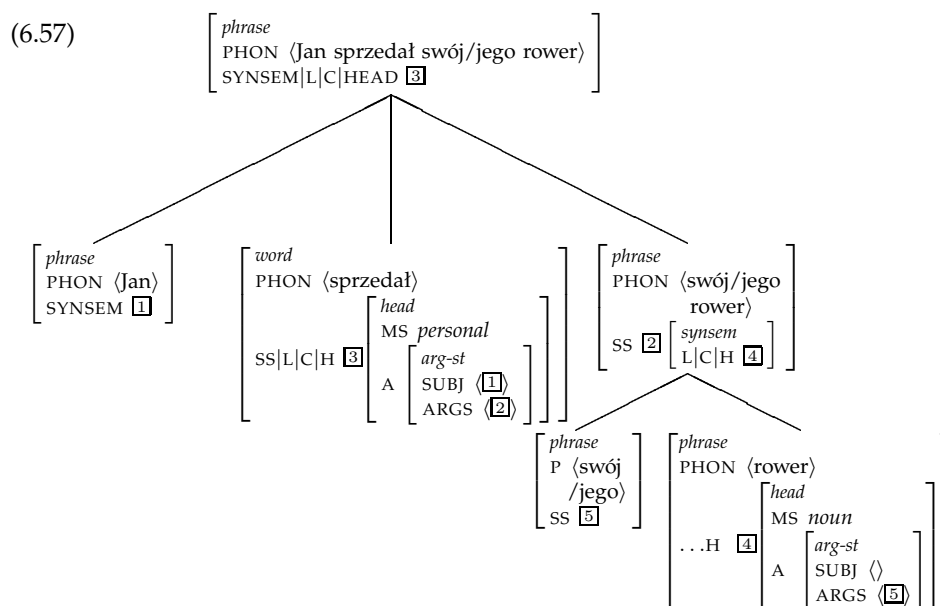 (6.57)
phrase
PHON ⟨Jan sprzedał swój/jego rower⟩
SYNSEM|L|C|HEAD 3
phrase
PHON ⟨Jan⟩
SYNSEM 1
word
PHON ⟨sprzedał⟩
SS|L|C|H 3
head
MS personal
A
arg-st
SUBJ ⟨1⟩
ARGS ⟨2⟩
phrase
PHON ⟨swój/jego
rower⟩
SS 2
synsem
L|C|H 4
phrase
P ⟨swój
/jego⟩
SS 5
phrase
PHON ⟨rower⟩
...H 4
head
MS noun
A
arg-st
SUBJ ⟨⟩
ARGS ⟨5⟩